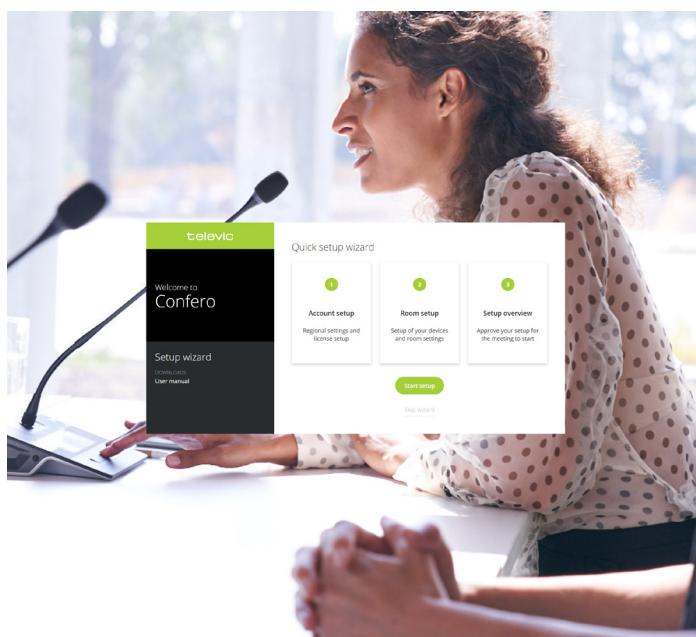 televic
Welcome to
Confero
Setup wizard
DOWNLOADS
User manual
Quick setup wizard
1
Account setup
Regional settings and
license setup
2
Room setup
Setup of your devices
and room settings
3
Setup overview
Approve your setup for
the meeting to start
Start setup
Skip wizard